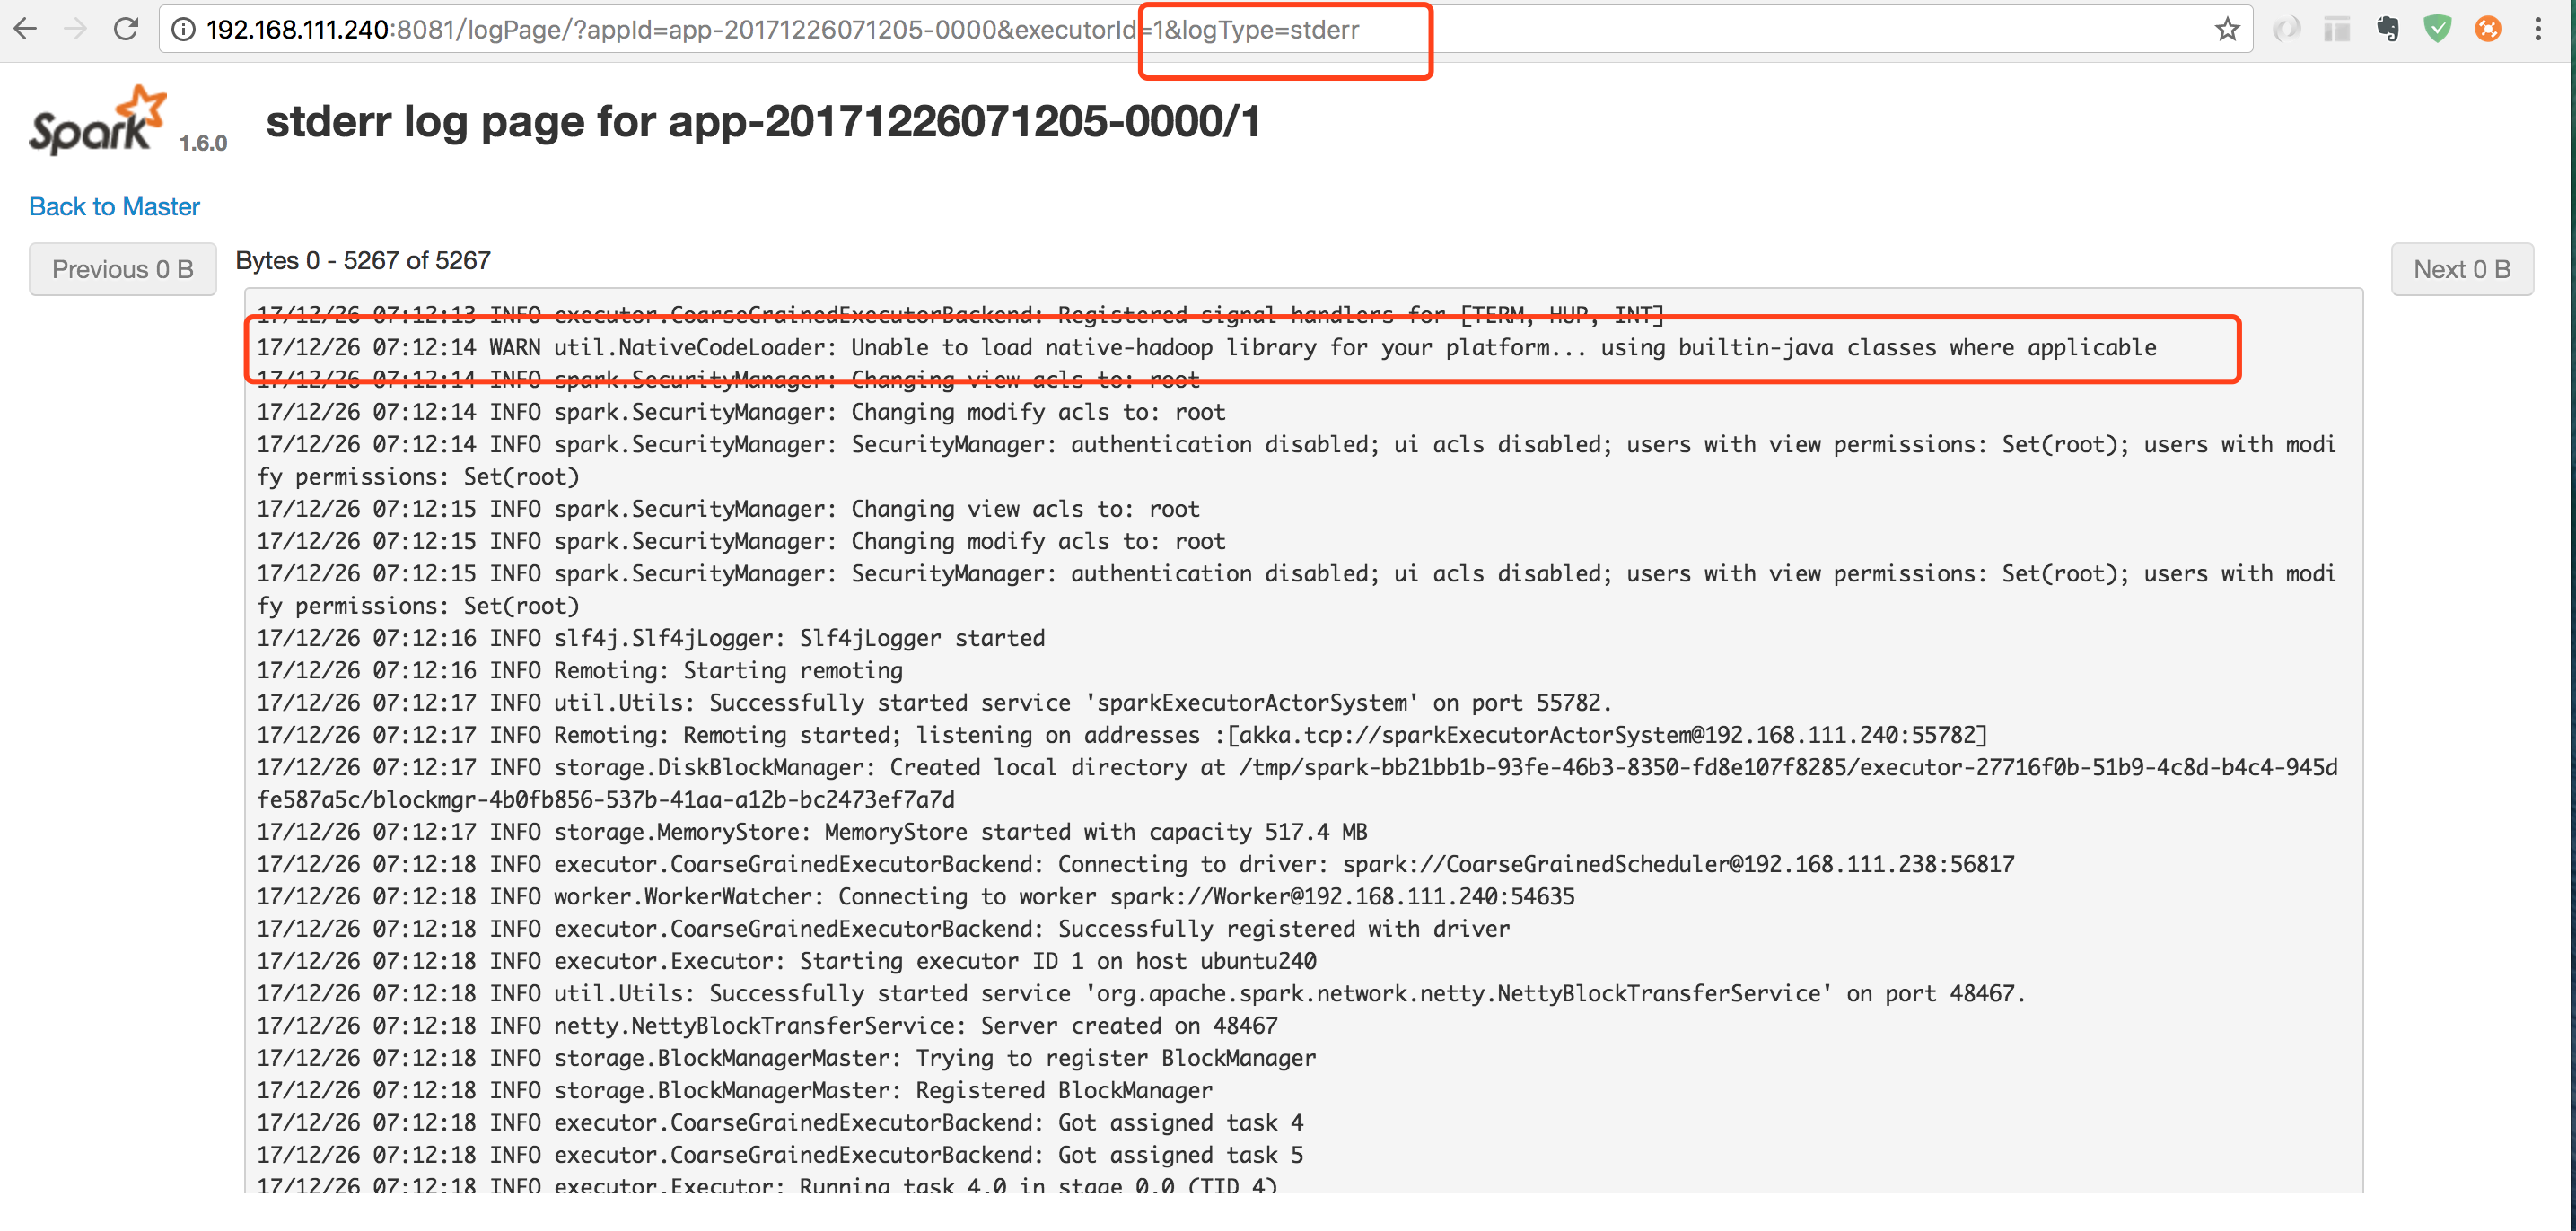 192.168.111.240:8081/logPage/?appId=app-20171226071205-0000&executorId=1&logType=stderr
Spark 1.6.0
stderr log page for app-20171226071205-0000/1
Back to Master
Previous 0 B
Bytes 0 - 5267 of 5267
Next 0 B
17/12/26 07:12:13 INFO executor.CoarseGrainedExecutorBackend: Registered signal handlers for [TERM, HUP, INT]
17/12/26 07:12:14 WARN util.NativeCodeLoader: Unable to load native-hadoop library for your platform... using builtin-java classes where applicable
17/12/26 07:12:14 INFO spark.SecurityManager: Changing view acls to: root
17/12/26 07:12:14 INFO spark.SecurityManager: Changing modify acls to: root
17/12/26 07:12:14 INFO spark.SecurityManager: SecurityManager: authentication disabled; ui acls disabled; users with view permissions: Set(root); users with modi
fy permissions: Set(root)
17/12/26 07:12:15 INFO spark.SecurityManager: Changing view acls to: root
17/12/26 07:12:15 INFO spark.SecurityManager: Changing modify acls to: root
17/12/26 07:12:15 INFO spark.SecurityManager: SecurityManager: authentication disabled; ui acls disabled; users with view permissions: Set(root); users with modi
fy permissions: Set(root)
17/12/26 07:12:16 INFO slf4j.Slf4jLogger: Slf4jLogger started
17/12/26 07:12:16 INFO Remoting: Starting remoting
17/12/26 07:12:17 INFO util.Utils: Successfully started service 'sparkExecutorActorSystem' on port 55782.
17/12/26 07:12:17 INFO Remoting: Remoting started; listening on addresses :[akka.tcp://sparkExecutorActorSystem@192.168.111.240:55782]
17/12/26 07:12:17 INFO storage.DiskBlockManager: Created local directory at /tmp/spark-bb21bb1b-93fe-46b3-8350-fd8e107f8285/executor-27716f0b-51b9-4c8d-b4c4-945d
fe587a5c/blockmgr-4b0fb856-537b-41aa-a12b-bc2473ef7a7d
17/12/26 07:12:17 INFO storage.MemoryStore: MemoryStore started with capacity 517.4 MB
17/12/26 07:12:18 INFO executor.CoarseGrainedExecutorBackend: Connecting to driver: spark://CoarseGrainedScheduler@192.168.111.238:56817
17/12/26 07:12:18 INFO worker.WorkerWatcher: Connecting to worker spark://Worker@192.168.111.240:54635
17/12/26 07:12:18 INFO executor.CoarseGrainedExecutorBackend: Successfully registered with driver
17/12/26 07:12:18 INFO executor.Executor: Starting executor ID 1 on host ubuntu240
17/12/26 07:12:18 INFO util.Utils: Successfully started service 'org.apache.spark.network.netty.NettyBlockTransferService' on port 48467.
17/12/26 07:12:18 INFO netty.NettyBlockTransferService: Server created on 48467
17/12/26 07:12:18 INFO storage.BlockManagerMaster: Trying to register BlockManager
17/12/26 07:12:18 INFO storage.BlockManagerMaster: Registered BlockManager
17/12/26 07:12:18 INFO executor.CoarseGrainedExecutorBackend: Got assigned task 4
17/12/26 07:12:18 INFO executor.CoarseGrainedExecutorBackend: Got assigned task 5
17/12/26 07:12:18 INFO executor.Executor: Running task 4.0 in stage 0.0 (TID 4)